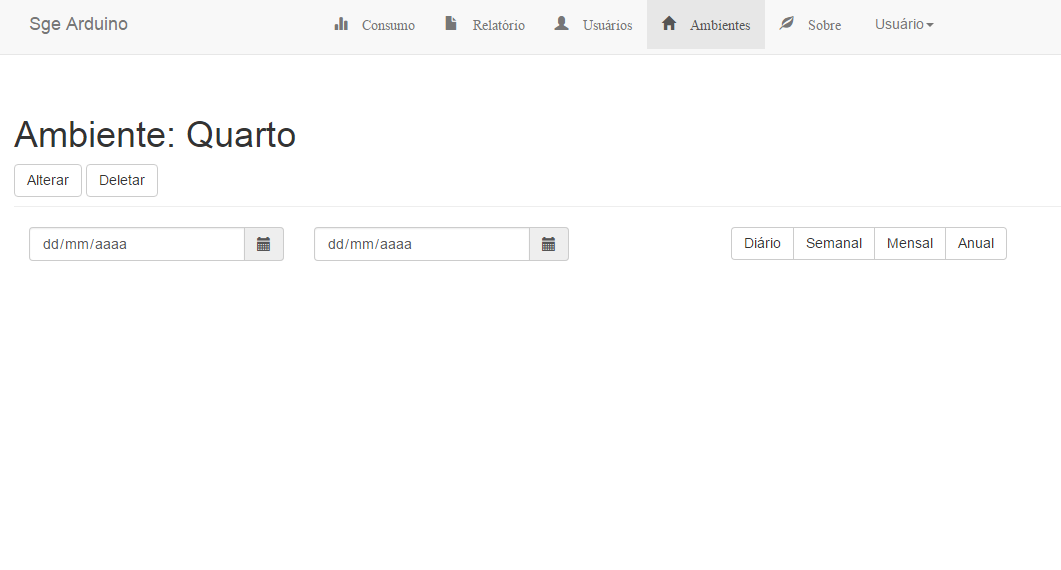 Sge Arduino Consumo Relatório Usuários Ambientes Sobre Usuário
Ambiente: Quarto
Alterar Deletar
dd/mm/aaaa dd/mm/aaaa Diário Semanal Mensal Anual